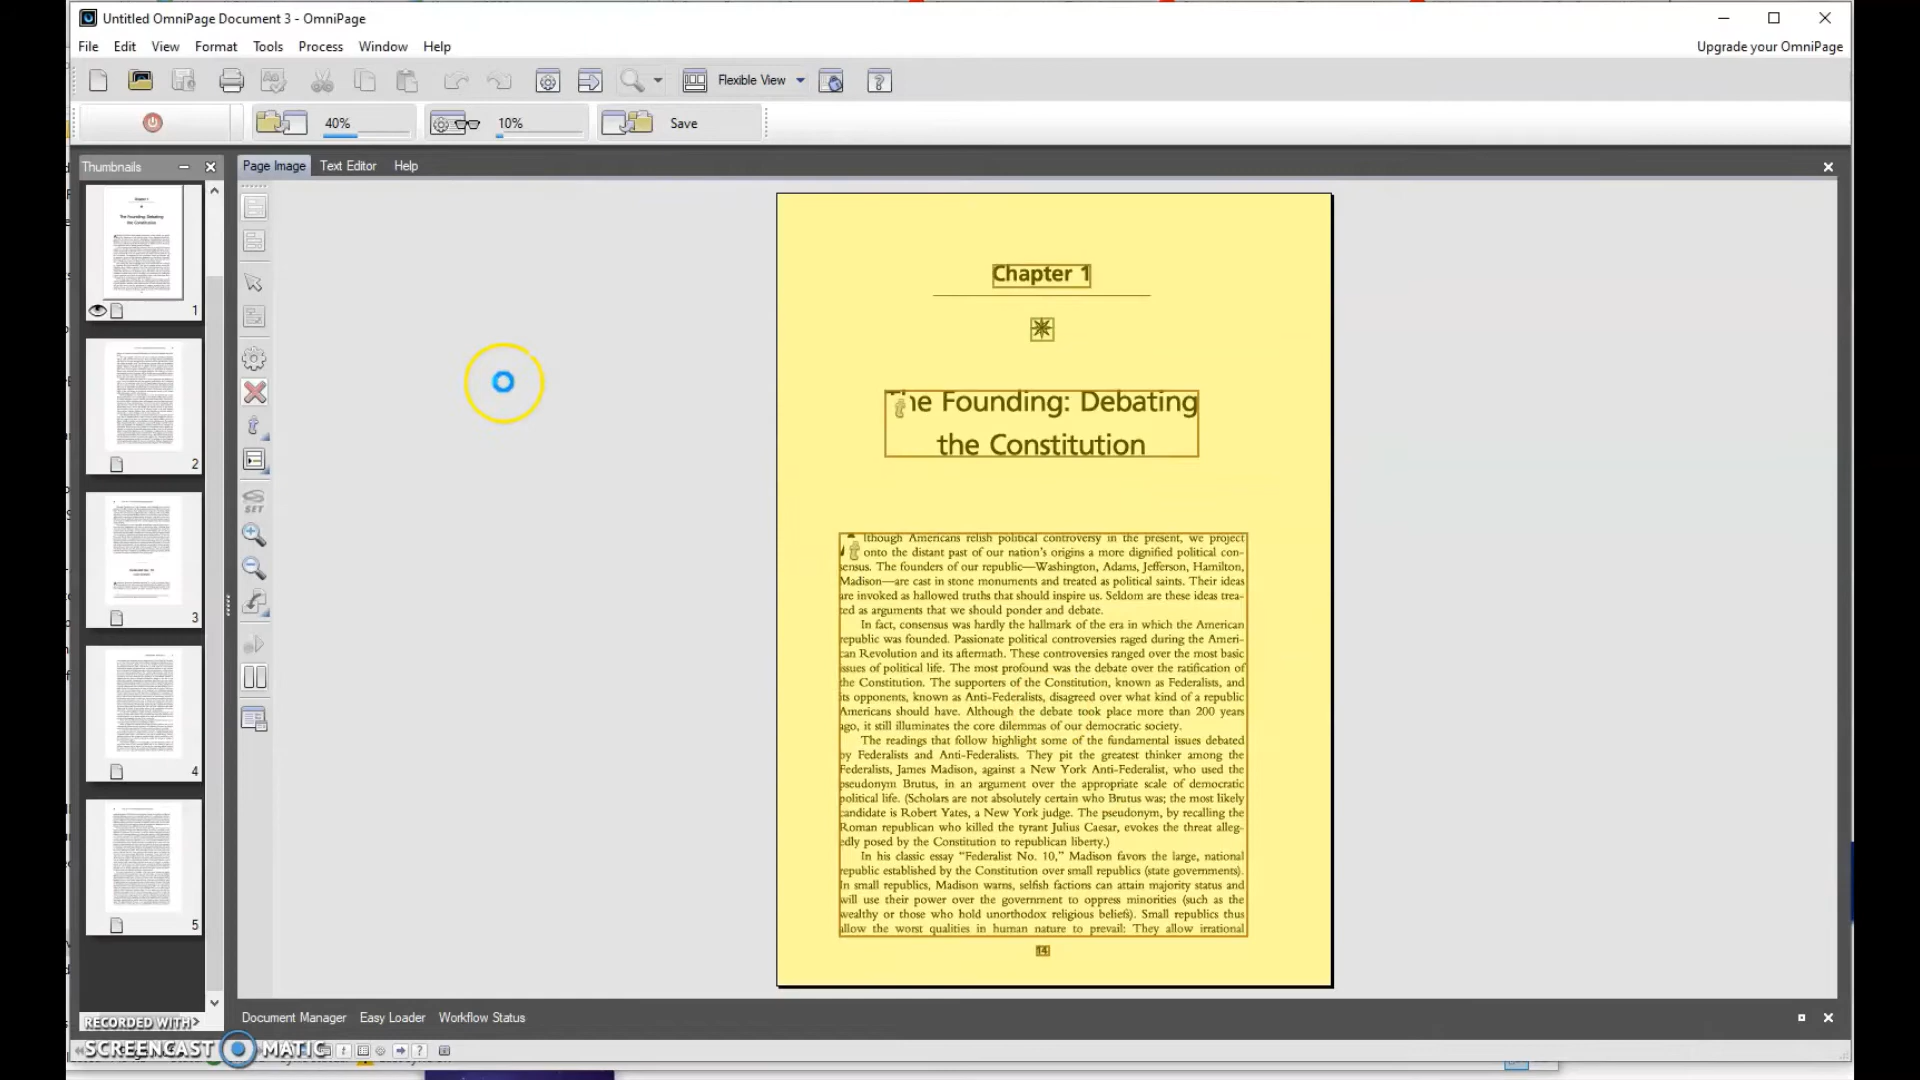 Untitled OmniPage Document 3 - OmniPage
File Edit View Format Tools Process Window Help
Upgrade your OmniPage
Flexible View
40%
10%
Save
Thumbnails
Page Image Text Editor Help
1
2
3
4
5
SET
Chapter 1
he Founding: Debating
the Constitution
lthough Americans relish political controversy in the present, we project
onto the distant past of our nation's origins a more dignified political con-
sensus. The founders of our republic—Washington, Adams, Jefferson, Hamilton,
Madison—are cast in stone monuments and treated as political saints. Their ideas
are invoked as hallowed truths that should inspire us. Seldom are these ideas trea-
ted as arguments that we should ponder and debate.
In fact, consensus was hardly the hallmark of the era in which the American
republic was founded. Passionate political controversies raged during the Ameri-
can Revolution and its aftermath. These controversies ranged over the most basic
issues of political life. The most profound was the debate over the ratification of
the Constitution. The supporters of the Constitution, known as Federalists, and
its opponents, known as Anti-Federalists, disagreed over what kind of a republic
Americans should have. Although the debate took place more than 200 years
ago, it still illuminates the core dilemmas of our democratic society.
The readings that follow highlight some of the fundamental issues debated
by Federalists and Anti-Federalists. They pit the greatest thinker among the
Federalists, James Madison, against a New York Anti-Federalist, who used the
pseudonym Brutus, in an argument over the appropriate scale of democratic
political life. (Scholars are not absolutely certain who Brutus was; the most likely
candidate is Robert Yates, a New York judge. The pseudonym, by recalling the
Roman republican who killed the tyrant Julius Caesar, evokes the threat alleg-
edly posed by the Constitution to republican liberty.)
In his classic essay "Federalist No. 10," Madison favors the large, national
republic established by the Constitution over small republics (state governments).
In small republics, Madison warns, selfish factions can attain majority status and
will use their power over the government to oppress minorities (such as the
wealthy or those who hold unorthodox religious beliefs). Small republics thus
allow the worst qualities in human nature to prevail: They allow irrational
14
Document Manager Easy Loader Workflow Status
RECORDED WITH
SCREENCAST MATIC